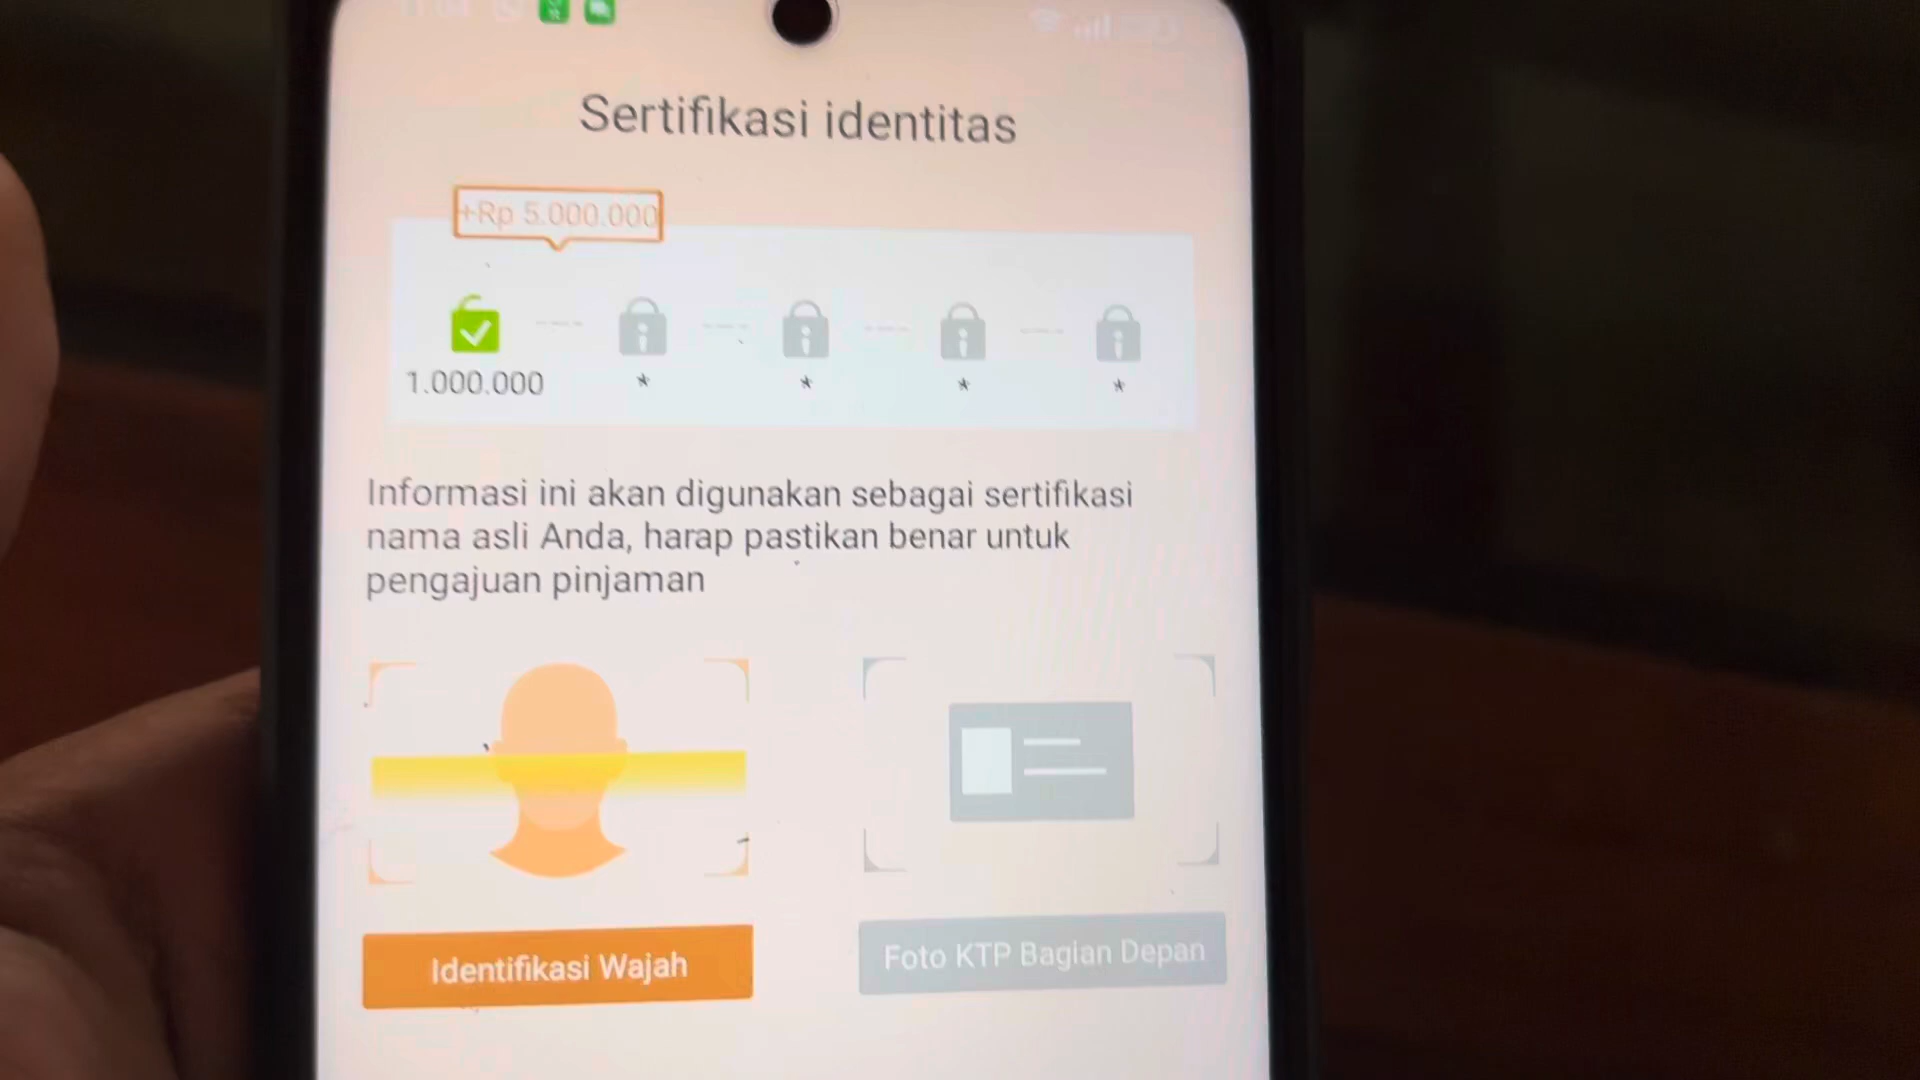 Sertifikasi identitas
+Rp 5.000.000
1.000.000 * * * *
Informasi ini akan digunakan sebagai sertifikasi
nama asli Anda, harap pastikan benar untuk
pengajuan pinjaman
Identifikasi Wajah
Foto KTP Bagian Depan